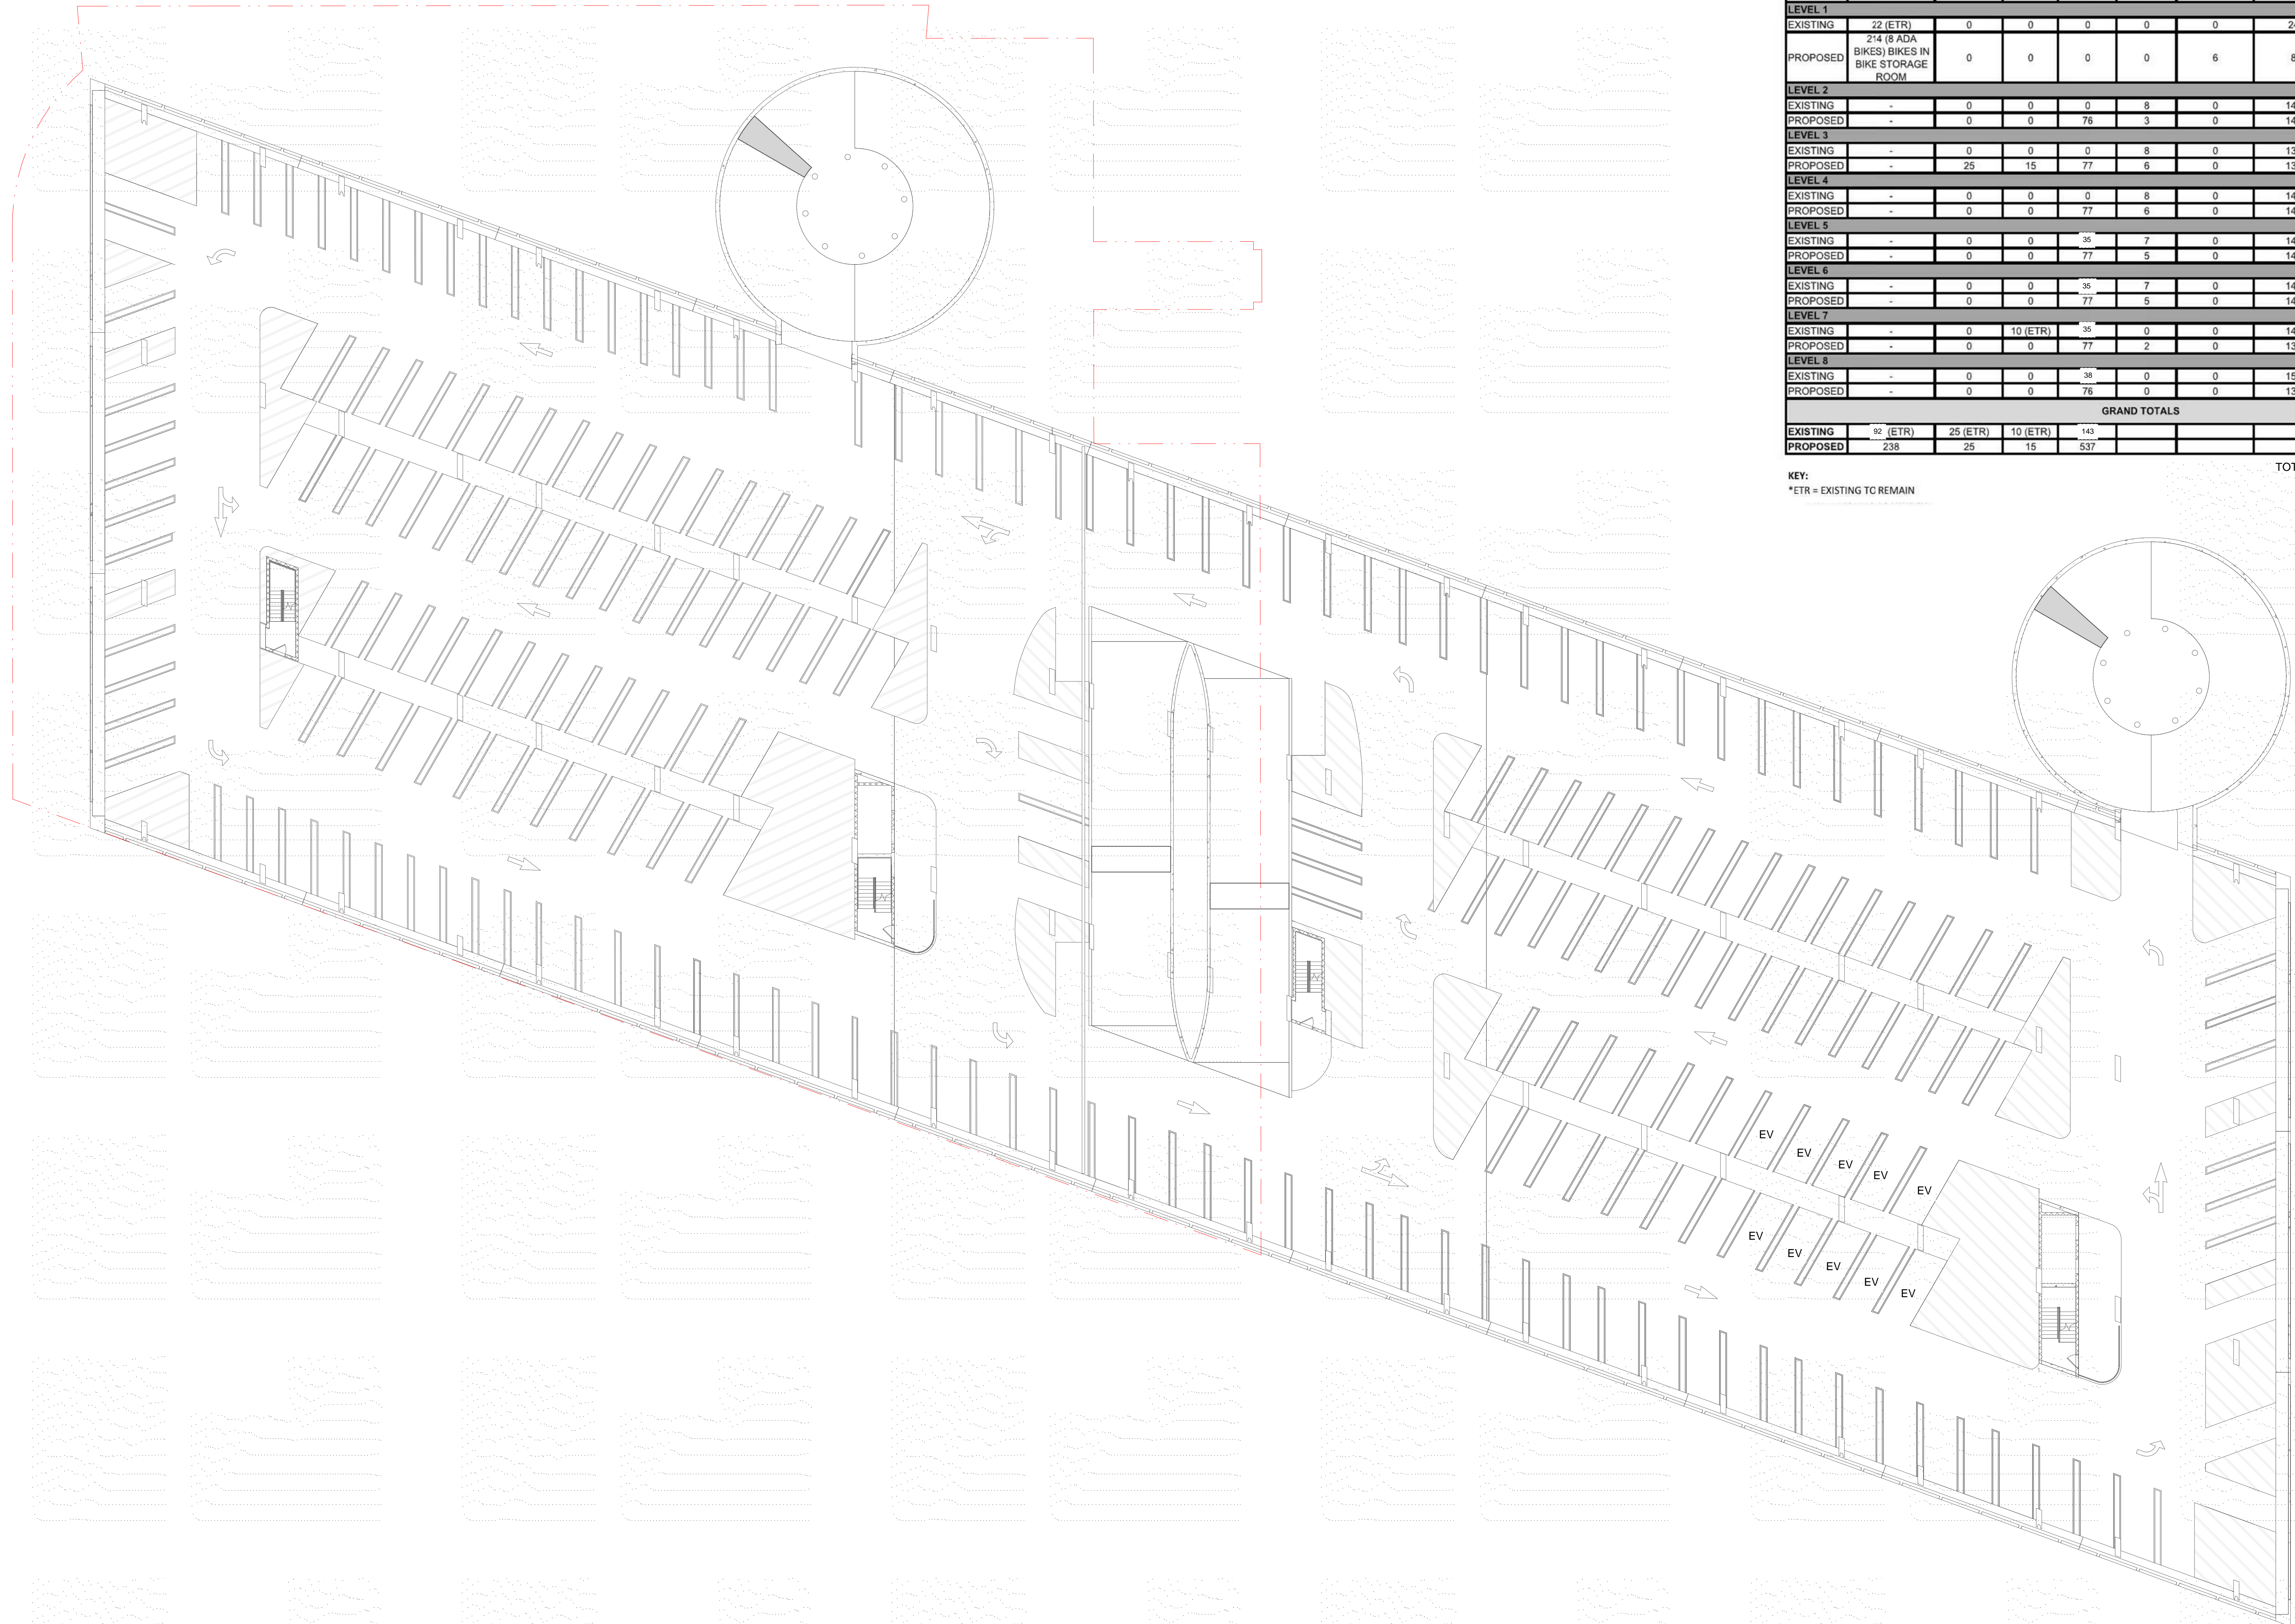 LEVEL 1
EXISTING 22 (ETR) 0 0 0 0 0
214 (8 ADA
BIKES) BIKES IN
PROPOSED 0 0 0 0 6
BIKE STORAGE
ROOM
LEVEL 2
EXISTING - 0 0 0 8 0
PROPOSED - 0 0 76 3 0
LEVEL 3
EXISTING - 0 0 0 8 0
PROPOSED - 25 15 77 6 0
LEVEL 4
EXISTING - 0 0 0 8 0
PROPOSED - 0 0 77 6 0
LEVEL 5
EXISTING - 0 0 35 7 0
PROPOSED - 0 0 77 5 0
LEVEL 6
EXISTING - 0 0 35 7 0
PROPOSED - 0 0 77 5 0
LEVEL 7
EXISTING - 0 10 (ETR) 35 0 0
PROPOSED - 0 0 77 2 0
LEVEL 8
EXISTING - 0 0 38 0 0
PROPOSED - 0 0 76 0 0
GRAND TOTALS
EXISTING 92 (ETR) 25 (ETR) 10 (ETR) 143
PROPOSED 238 25 15 537
KEY:
*ETR = EXISTING TO REMAIN
EV
EV
EV
EV
EV
EV
EV
EV
EV
EV